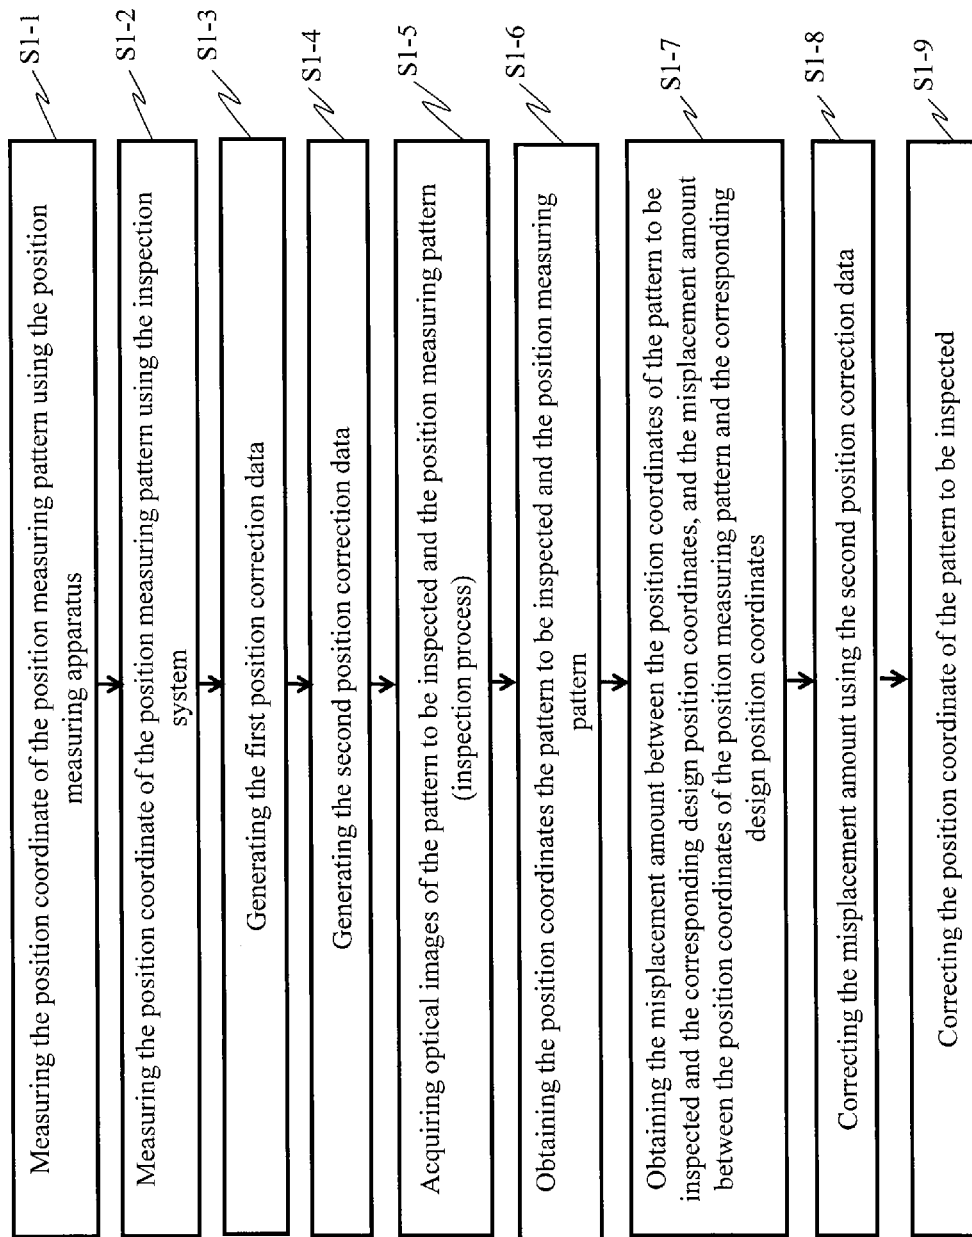 Measuring the position coordinate of the position measuring pattern using the position
measuring apparatus
S1-1
Measuring the position coordinate of the position measuring pattern using the inspection
system
S1-2
Generating the first position correction data
S1-3
Generating the second position correction data
S1-4
Acquiring optical images of the pattern to be inspected and the position measuring pattern
(inspection process)
S1-5
Obtaining the position coordinates the pattern to be inspected and the position measuring
pattern
S1-6
Obtaining the misplacement amount between the position coordinates of the pattern to be
inspected and the corresponding design position coordinates, and the misplacement amount
between the position coordinates of the position measuring pattern and the corresponding
design position coordinates
S1-7
Correcting the misplacement amount using the second position correction data
S1-8
Correcting the position coordinate of the pattern to be inspected
S1-9